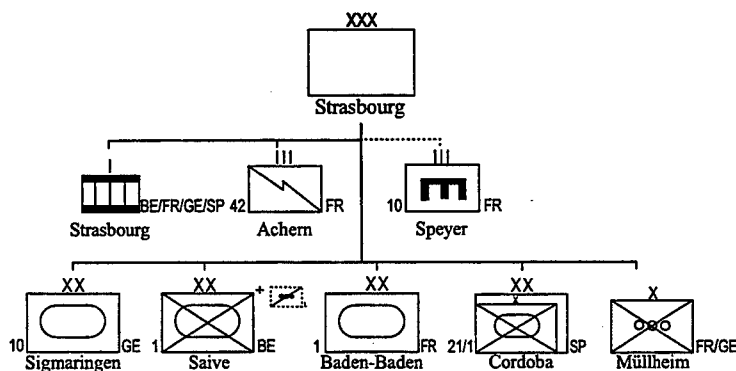 XXX
Strasbourg
I III III
BE/FR/GE/SP 42 FR 10 FR
Strasbourg Achern Speyer
XX XX + XX XX X
X
10 GE 1 BE 1 FR 21/1 SP FR/GE
Sigmaringen Saive Baden-Baden Cordoba Müllheim